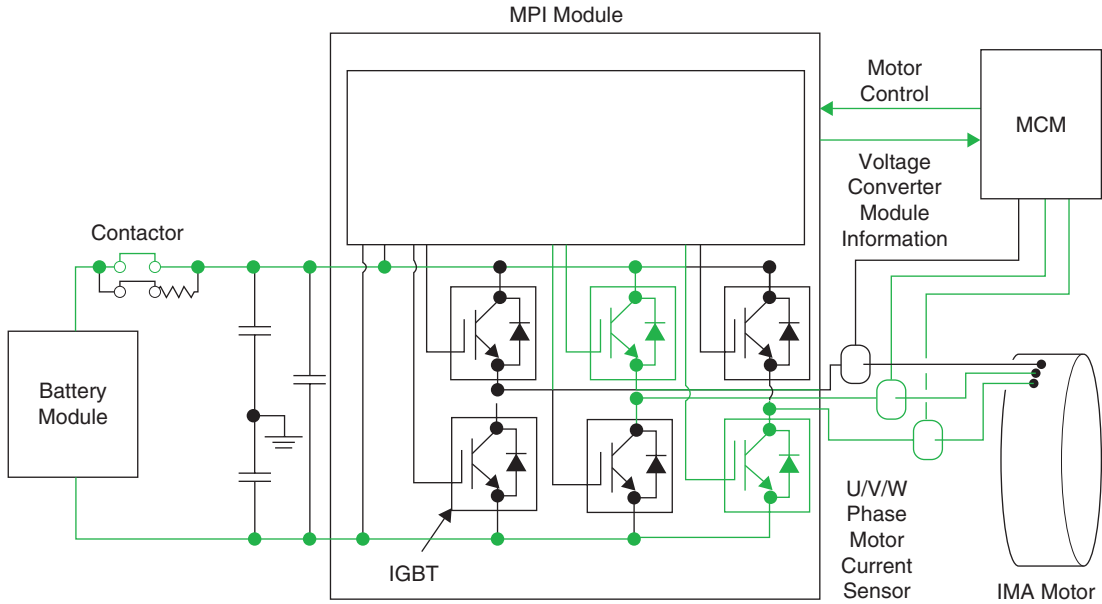 MPI Module
Motor
Control
MCM
Voltage
Converter
Module
Information
Contactor
Battery
Module
IGBT
U/V/W
Phase
Motor
Current
Sensor
IMA Motor